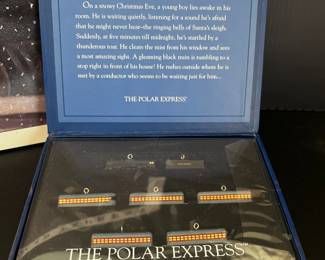 On a snowy Christmas Eve, a young boy lies awake in his
room. He is waiting quietly, listening for a sound he's afraid
that he might never hear–the ringing bells of Santa's sleigh.
Suddenly, at five minutes till midnight, he's startled by a
thunderous roar. He clears the mist from his window and sees
a most amazing sight. A gleaming black train is rumbling to a
stop right in front of his house! He rushes outside where he is
met by a conductor who seems to be waiting just for him...
THE POLAR EXPRESS
THE POLAR EXPRESS™